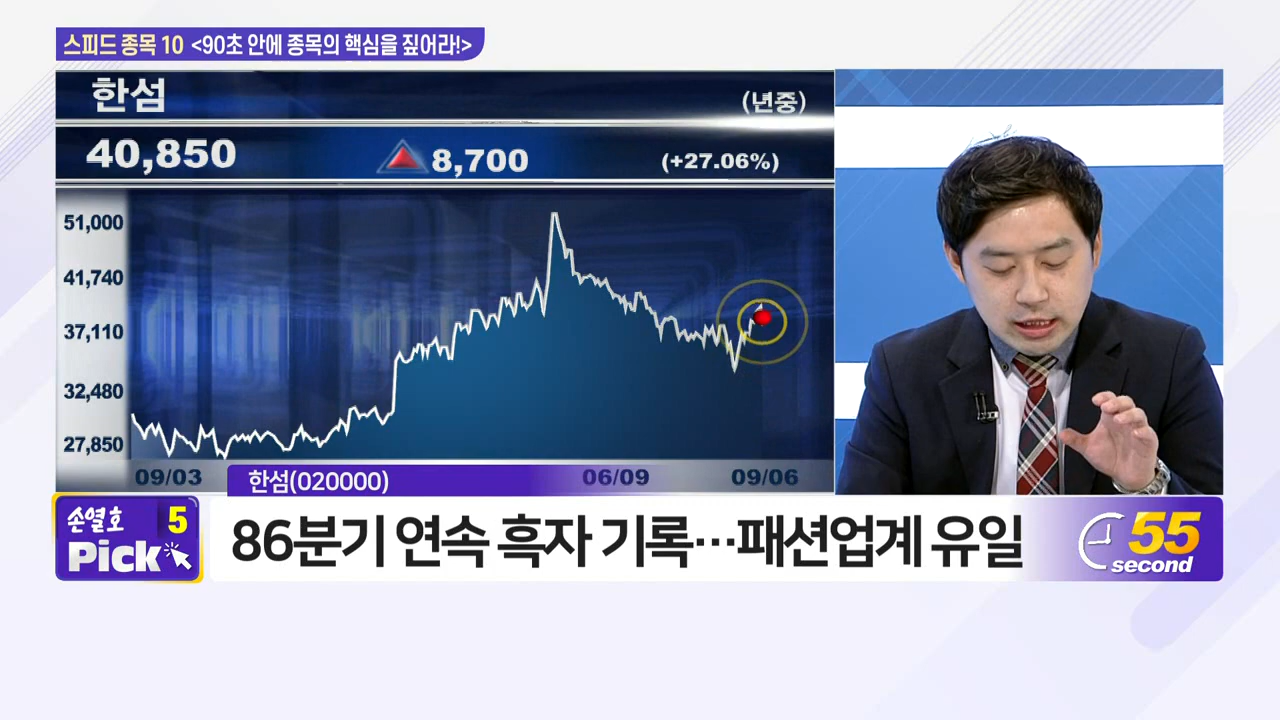 스피드 종목 10 <90초 안에 종목의 핵심을 짚어라!>
한섬
(년중)
40,850
▲ 8,700
(+27.06%)
51,000
41,740
37,110
32,480
27,850
09/03
06/09
09/06
한섬(020000)
손열호 5
Pick
86분기 연속 흑자 기록…패션업계 유일
55
second